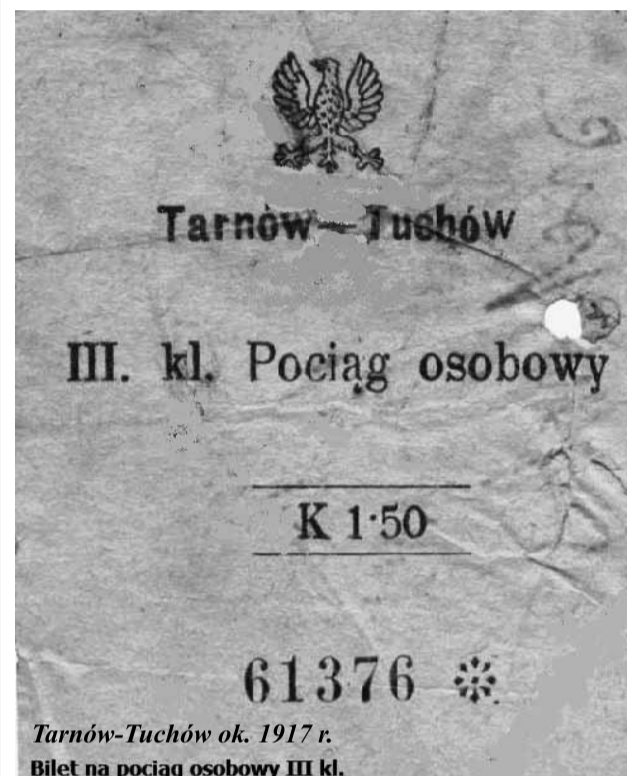 Tarnów—Tuchów
III. kl. Pociąg osobowy
K 1·50
61376 ❉
Tarnów-Tuchów ok. 1917 r.
Bilet na pociąg osobowy III kl.